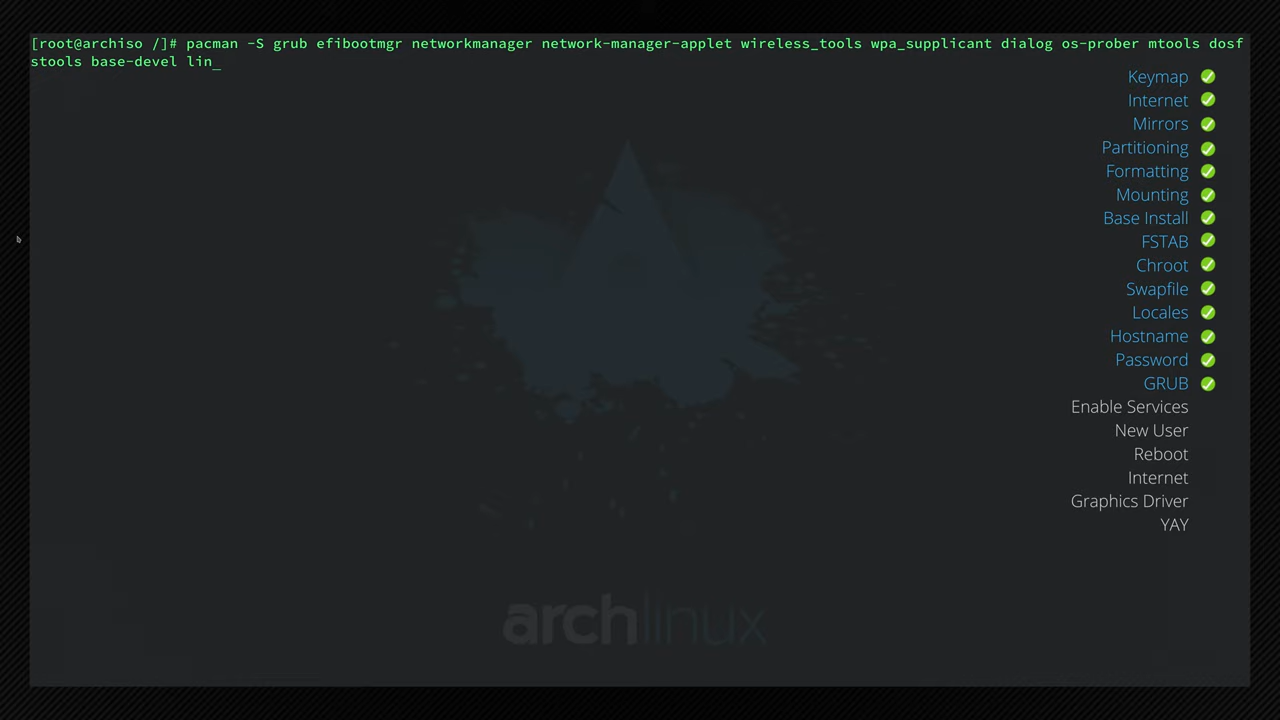 [root@archiso /]# pacman -S grub efibootmgr networkmanager network-manager-applet wireless_tools wpa_supplicant dialog os-prober mtools dosf
stools base-devel lin_
Keymap
Internet
Mirrors
Partitioning
Formatting
Mounting
Base Install
FSTAB
Chroot
Swapfile
Locales
Hostname
Password
GRUB
Enable Services
New User
Reboot
Internet
Graphics Driver
YAY
archlinux